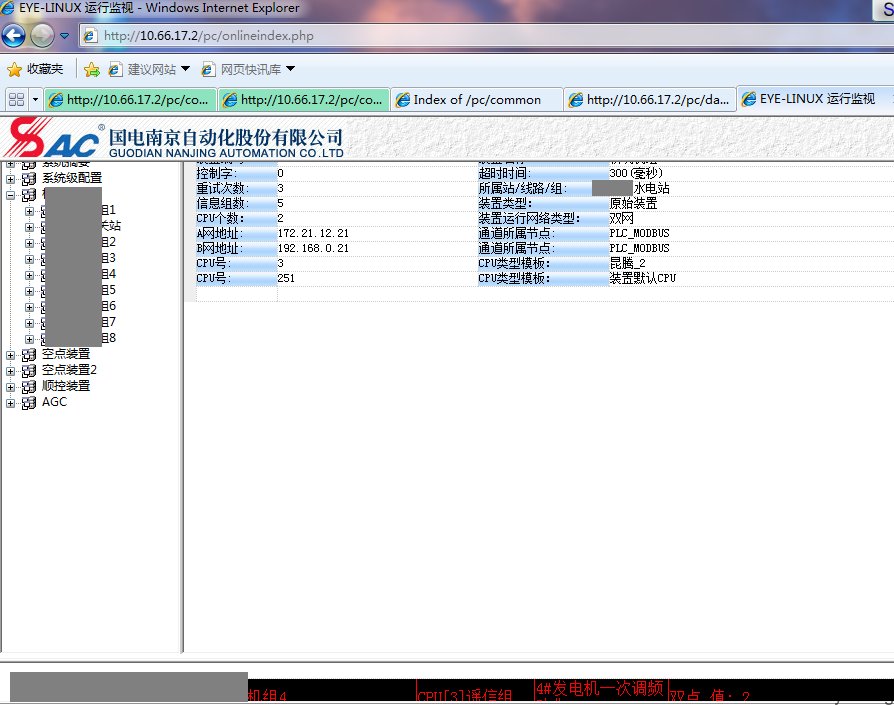 EYE-LINUX 运行监视 - Windows Internet Explorer
http://10.66.17.2/pc/onlineindex.php
收藏夹 建议网站 网页快讯库
http://10.66.17.2/pc/co... http://10.66.17.2/pc/co... Index of /pc/common http://10.66.17.2/pc/da... EYE-LINUX 运行监视
SAC® 国电南京自动化股份有限公司
GUODIAN NANJING AUTOMATION CO.LTD
系统摘要
系统级配置
组1
关站
组2
组3
组4
组5
组6
组7
组8
空点装置
空点装置2
顺控装置
AGC
控制字: 0 超时时间: 300(毫秒)
重试次数: 3 所属站/线路/组: 水电站
信息组数: 5 装置类型: 原始装置
CPU个数: 2 装置运行网络类型: 双网
A网地址: 172.21.12.21 通道所属节点: PLC_MODBUS
B网地址: 192.168.0.21 通道所属节点: PLC_MODBUS
CPU号: 3 CPU类型模板: 昆腾_2
CPU号: 251 CPU类型模板: 装置默认CPU
机组4 CPU[3]遥信组 4#发电机一次调频 双点 值: 2